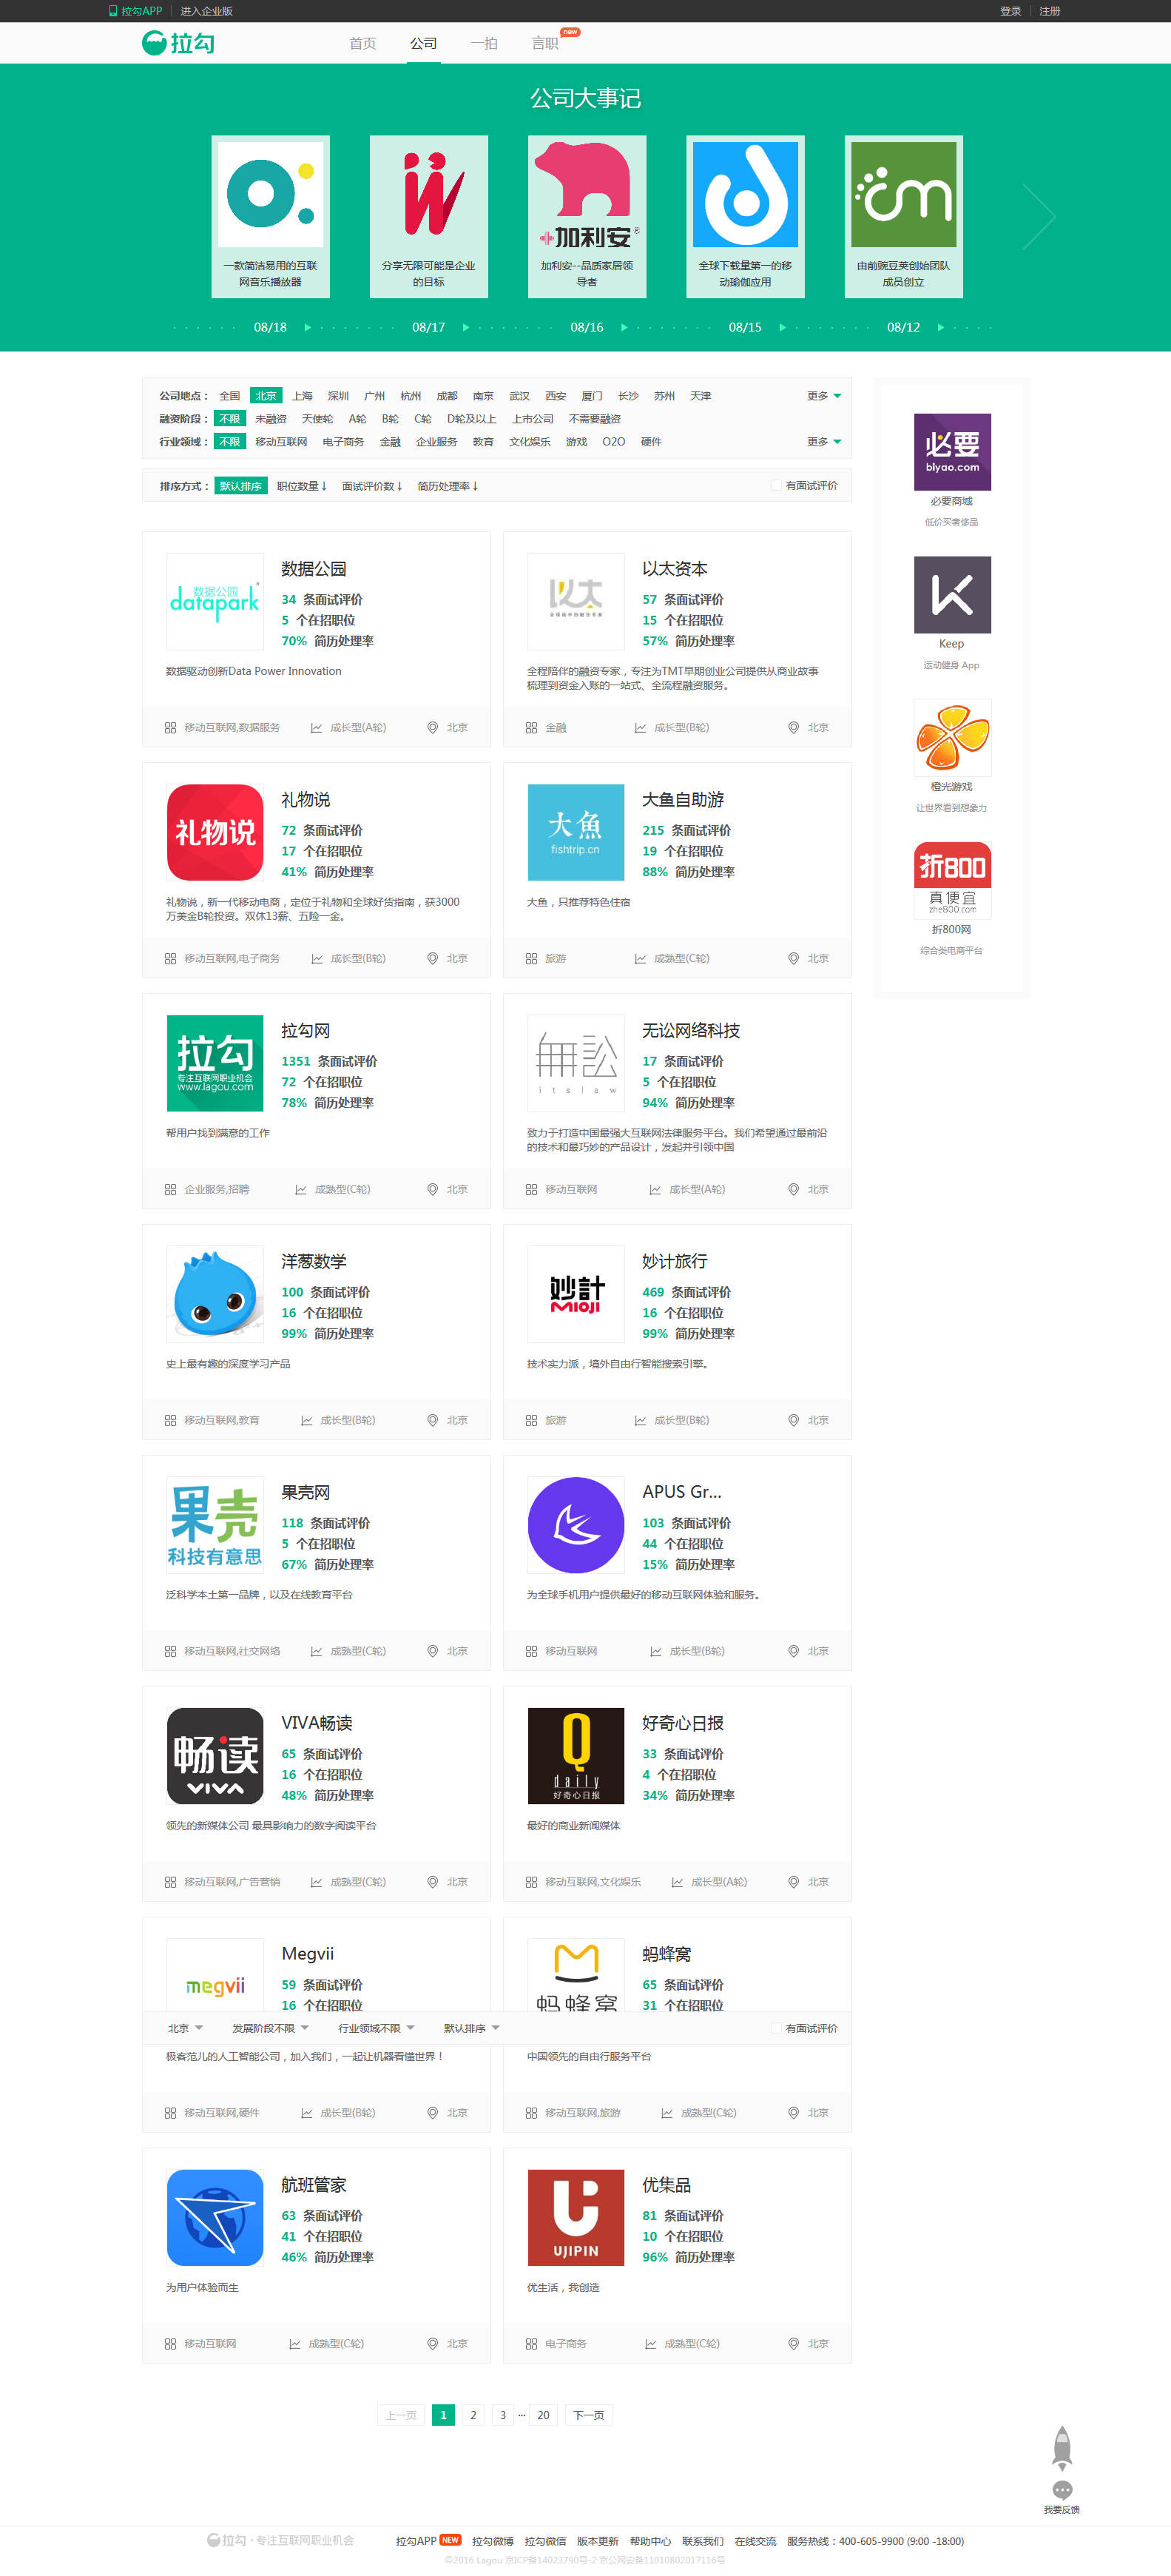 拉勾APP 进入企业版 登录 注册
拉勾 首页 公司 一拍 言职 new
公司大事记
加利安
一款简洁易用的互联
网音乐播放器
分享无限可能是企业
的目标
加利安--品质家居领
导者
全球下载量第一的移
动瑜伽应用
由前豌豆荚创始团队
成员创立
08/18 08/17 08/16 08/15 08/12
公司地点： 全国 北京 上海 深圳 广州 杭州 成都 南京 武汉 西安 厦门 长沙 苏州 天津 更多
融资阶段： 不限 未融资 天使轮 A轮 B轮 C轮 D轮及以上 上市公司 不需要融资
行业领域： 不限 移动互联网 电子商务 金融 企业服务 教育 文化娱乐 游戏 O2O 硬件 更多
排序方式： 默认排序 职位数量↓ 面试评价数↓ 简历处理率↓ 有面试评价
必要
biyao.com
必要商城
低价买奢侈品
Keep
运动健身 App
橙光游戏
让世界看到想象力
折800
真便宜
zhe800.com
折800网
综合类电商平台
数据公园
datapark
数据公园
34 条面试评价
5 个在招职位
70% 简历处理率
数据驱动创新Data Power Innovation
移动互联网,数据服务 成长型(A轮) 北京
以太
以太资本
57 条面试评价
15 个在招职位
57% 简历处理率
全程陪伴的融资专家，专注为TMT早期创业公司提供从商业故事
梳理到资金入账的一站式、全流程融资服务。
金融 成长型(B轮) 北京
礼物说
礼物说
72 条面试评价
17 个在招职位
41% 简历处理率
礼物说，新一代移动电商，定位于礼物和全球好货指南，获3000
万美金B轮投资。双休13薪、五险一金。
移动互联网,电子商务 成长型(B轮) 北京
大魚
fishtrip.cn
大鱼自助游
215 条面试评价
19 个在招职位
88% 简历处理率
大鱼，只推荐特色住宿
旅游 成熟型(C轮) 北京
拉勾
专注互联网职业机会
www.lagou.com
拉勾网
1351 条面试评价
72 个在招职位
78% 简历处理率
帮用户找到满意的工作
企业服务,招聘 成熟型(C轮) 北京
無訟
itslaw
无讼网络科技
17 条面试评价
5 个在招职位
94% 简历处理率
致力于打造中国最强大互联网法律服务平台。我们希望通过最前沿
的技术和最巧妙的产品设计，发起并引领中国
移动互联网 成长型(A轮) 北京
洋葱数学
100 条面试评价
16 个在招职位
99% 简历处理率
史上最有趣的深度学习产品
移动互联网,教育 成长型(B轮) 北京
妙計
MIOJI
妙计旅行
469 条面试评价
16 个在招职位
99% 简历处理率
技术实力派，境外自由行智能搜索引擎。
旅游 成长型(B轮) 北京
果壳
科技有意思
果壳网
118 条面试评价
5 个在招职位
67% 简历处理率
泛科学本土第一品牌，以及在线教育平台
移动互联网,社交网络 成熟型(C轮) 北京
APUS Gr...
103 条面试评价
44 个在招职位
15% 简历处理率
为全球手机用户提供最好的移动互联网体验和服务。
移动互联网 成长型(B轮) 北京
畅读
VIVA
VIVA畅读
65 条面试评价
16 个在招职位
48% 简历处理率
领先的新媒体公司 最具影响力的数字阅读平台
移动互联网,广告营销 成熟型(C轮) 北京
Q
daily
好奇心日报
好奇心日报
33 条面试评价
4 个在招职位
34% 简历处理率
最好的商业新闻媒体
移动互联网,文化娱乐 成长型(A轮) 北京
megvii
Megvii
59 条面试评价
16 个在招职位
蚂蜂窝
蚂蜂窝
65 条面试评价
31 个在招职位
北京 发展阶段不限 行业领域不限 默认排序 有面试评价
极客范儿的人工智能公司，加入我们，一起让机器看懂世界！
移动互联网,硬件 成长型(B轮) 北京
中国领先的自由行服务平台
移动互联网,旅游 成熟型(C轮) 北京
航班管家
63 条面试评价
41 个在招职位
46% 简历处理率
为用户体验而生
移动互联网 成熟型(C轮) 北京
UJIPIN
优集品
81 条面试评价
10 个在招职位
96% 简历处理率
优生活，我创造
电子商务 成熟型(C轮) 北京
上一页 1 2 3 ... 20 下一页
我要反馈
拉勾·专注互联网职业机会 拉勾APP NEW 拉勾微博 拉勾微信 版本更新 帮助中心 联系我们 在线交流 服务热线：400-605-9900 (9:00 -18:00)
©2016 Lagou 京ICP备14023790号-2 京公网安备11010802017116号